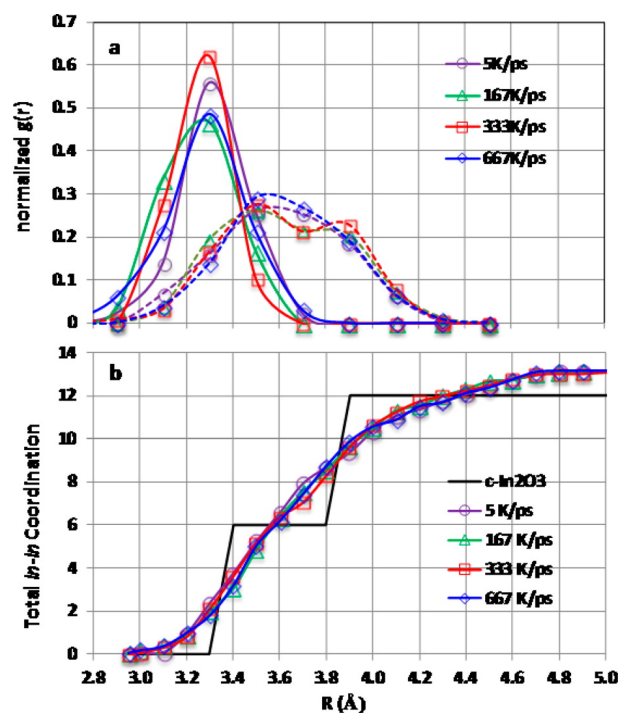 0.7
0.6
0.5
0.4
0.3
0.2
0.1
0
normalized g(r)
a
5K/ps
167K/ps
333K/ps
667K/ps
14
12
10
8
6
4
2
0
Total In-In Coordination
b
c-In2O3
5 K/ps
167 K/ps
333 K/ps
667 K/ps
2.8 3.0 3.2 3.4 3.6 3.8 4.0 4.2 4.4 4.6 4.8 5.0
R (Å)